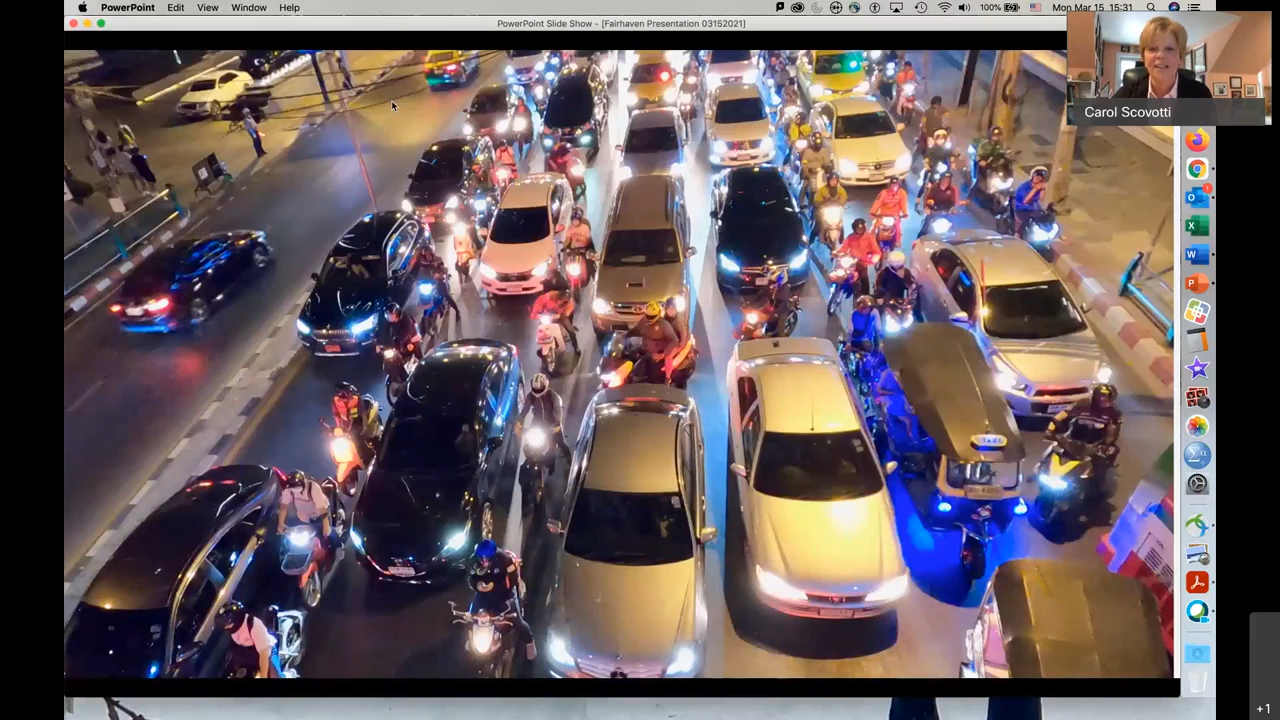 PowerPoint Edit View Window Help 100% Mon Mar 15 15:31
PowerPoint Slide Show - [Fairhaven Presentation 03152021]
Carol Scovotti
TAXI
+1